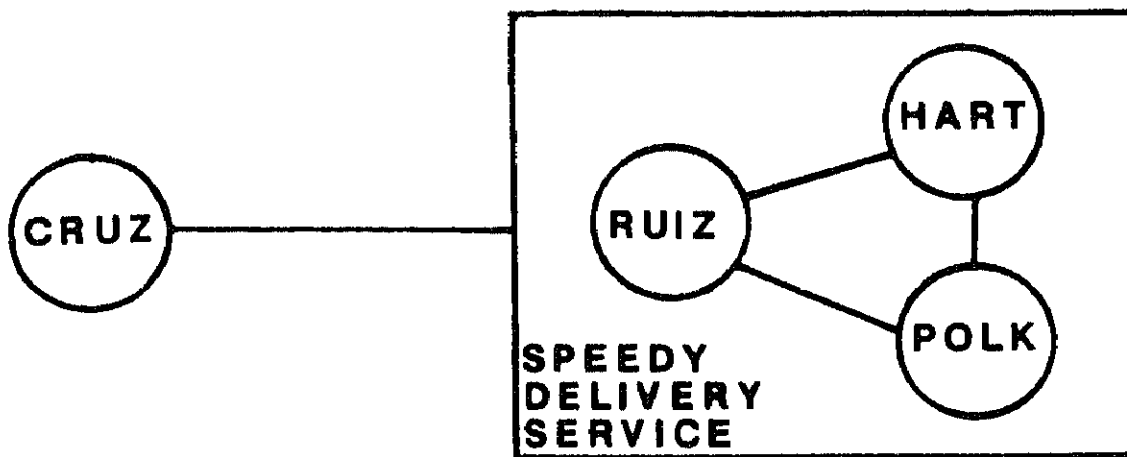 CRUZ
HART
RUIZ
POLK
SPEEDY
DELIVERY
SERVICE